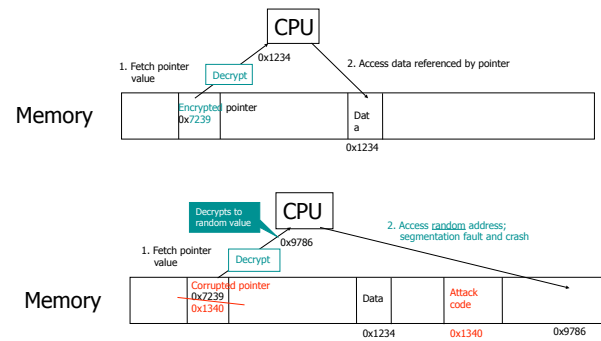 CPU
1. Fetch pointer
value
0x1234
Decrypt
2. Access data referenced by pointer
Memory
Encrypted pointer
0x7239
Dat
a
0x1234
Decrypts to
random value
CPU
2. Access random address;
segmentation fault and crash
0x9786
1. Fetch pointer
value
Decrypt
Memory
Corrupted pointer
0x7239
0x1340
Data
Attack
code
0x1234
0x1340
0x9786